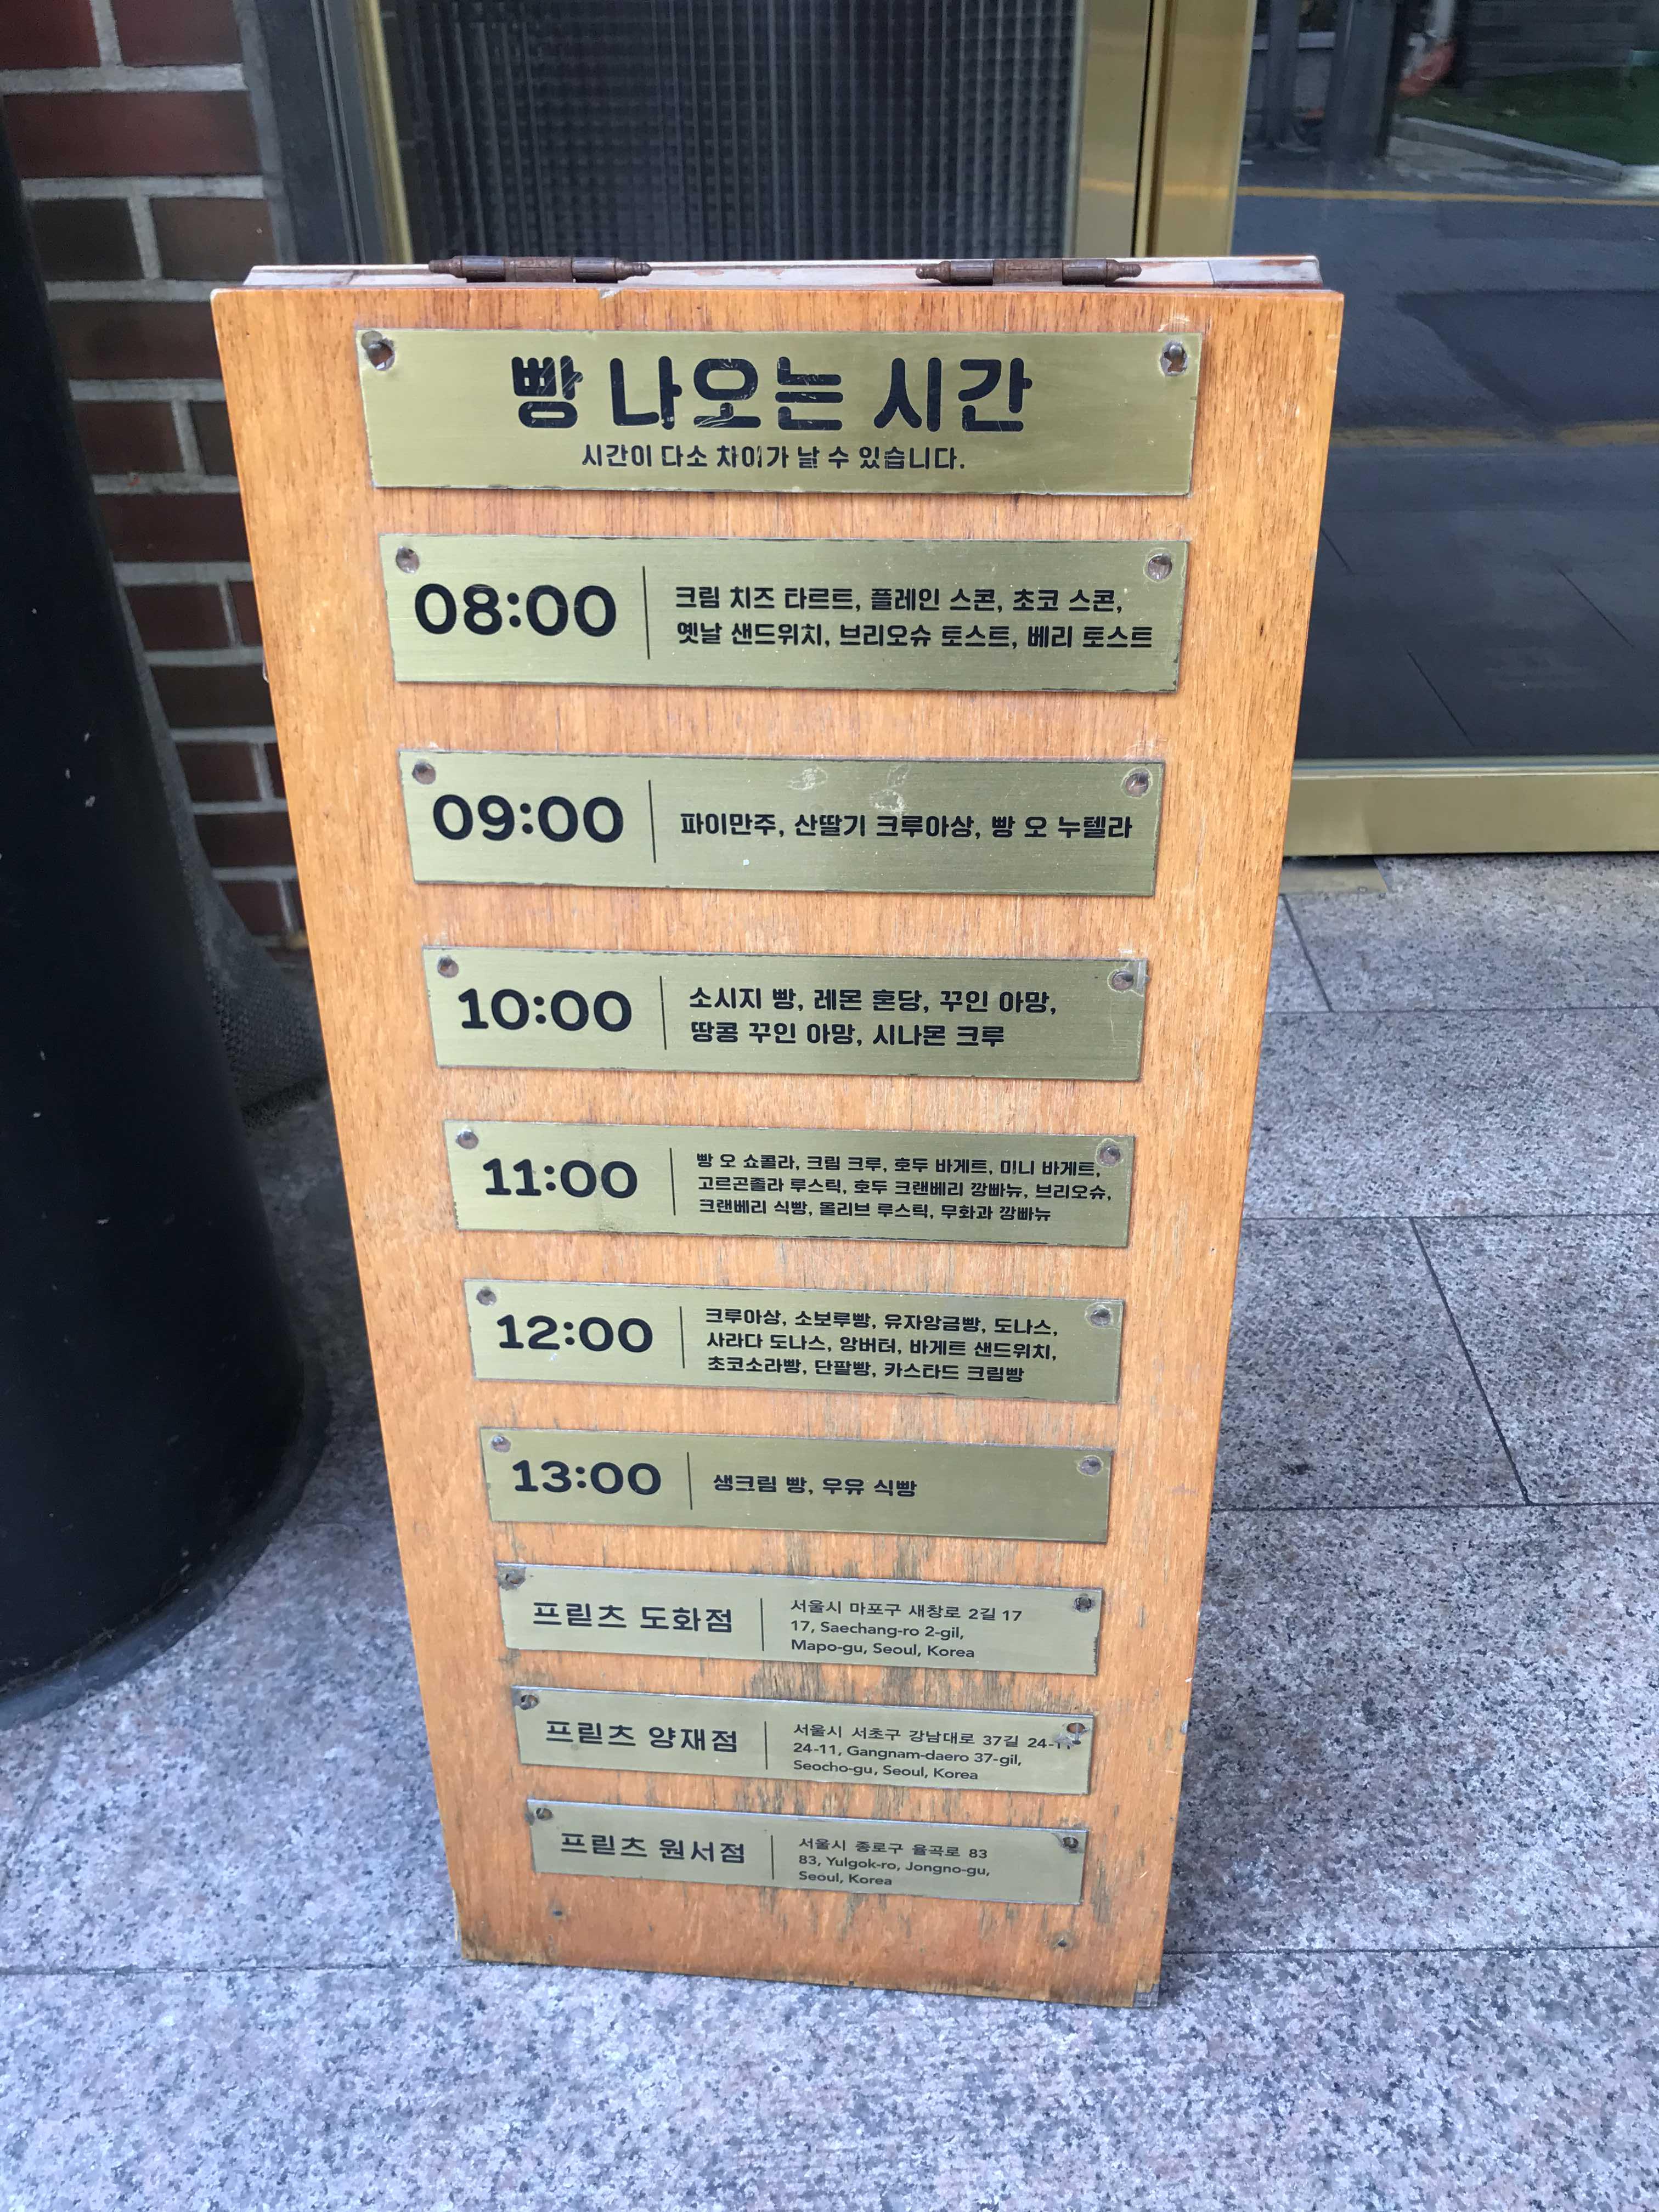 빵 나오는 시간
시간이 다소 차이가 날 수 있습니다.
08:00
크림 치즈 타르트, 플레인 스콘, 초코 스콘,
옛날 샌드위치, 브리오슈 토스트, 베리 토스트
09:00
파이만주, 산딸기 크루아상, 빵 오 누텔라
10:00
소시지 빵, 레몬 혼당, 꾸인 아망,
땅콩 꾸인 아망, 시나몬 크루
11:00
빵 오 쇼콜라, 크림 크루, 호두 바게트, 미니 바게트,
고르곤졸라 루스틱, 호두 크랜베리 깡빠뉴, 브리오슈,
크랜베리 식빵, 올리브 루스틱, 무화과 깡빠뉴
12:00
크루아상, 소보루빵, 유자앙금빵, 도나스,
사라다 도나스, 앙버터, 바게트 샌드위치,
초코소라빵, 단팥빵, 카스타드 크림빵
13:00
생크림 빵, 우유 식빵
프릳츠 도화점
서울시 마포구 새창로 2길 17
17, Saechang-ro 2-gil,
Mapo-gu, Seoul, Korea
프릳츠 양재점
서울시 서초구 강남대로 37길 24-11
24-11, Gangnam-daero 37-gil,
Seocho-gu, Seoul, Korea
프릳츠 원서점
서울시 종로구 율곡로 83
83, Yulgok-ro, Jongno-gu,
Seoul, Korea